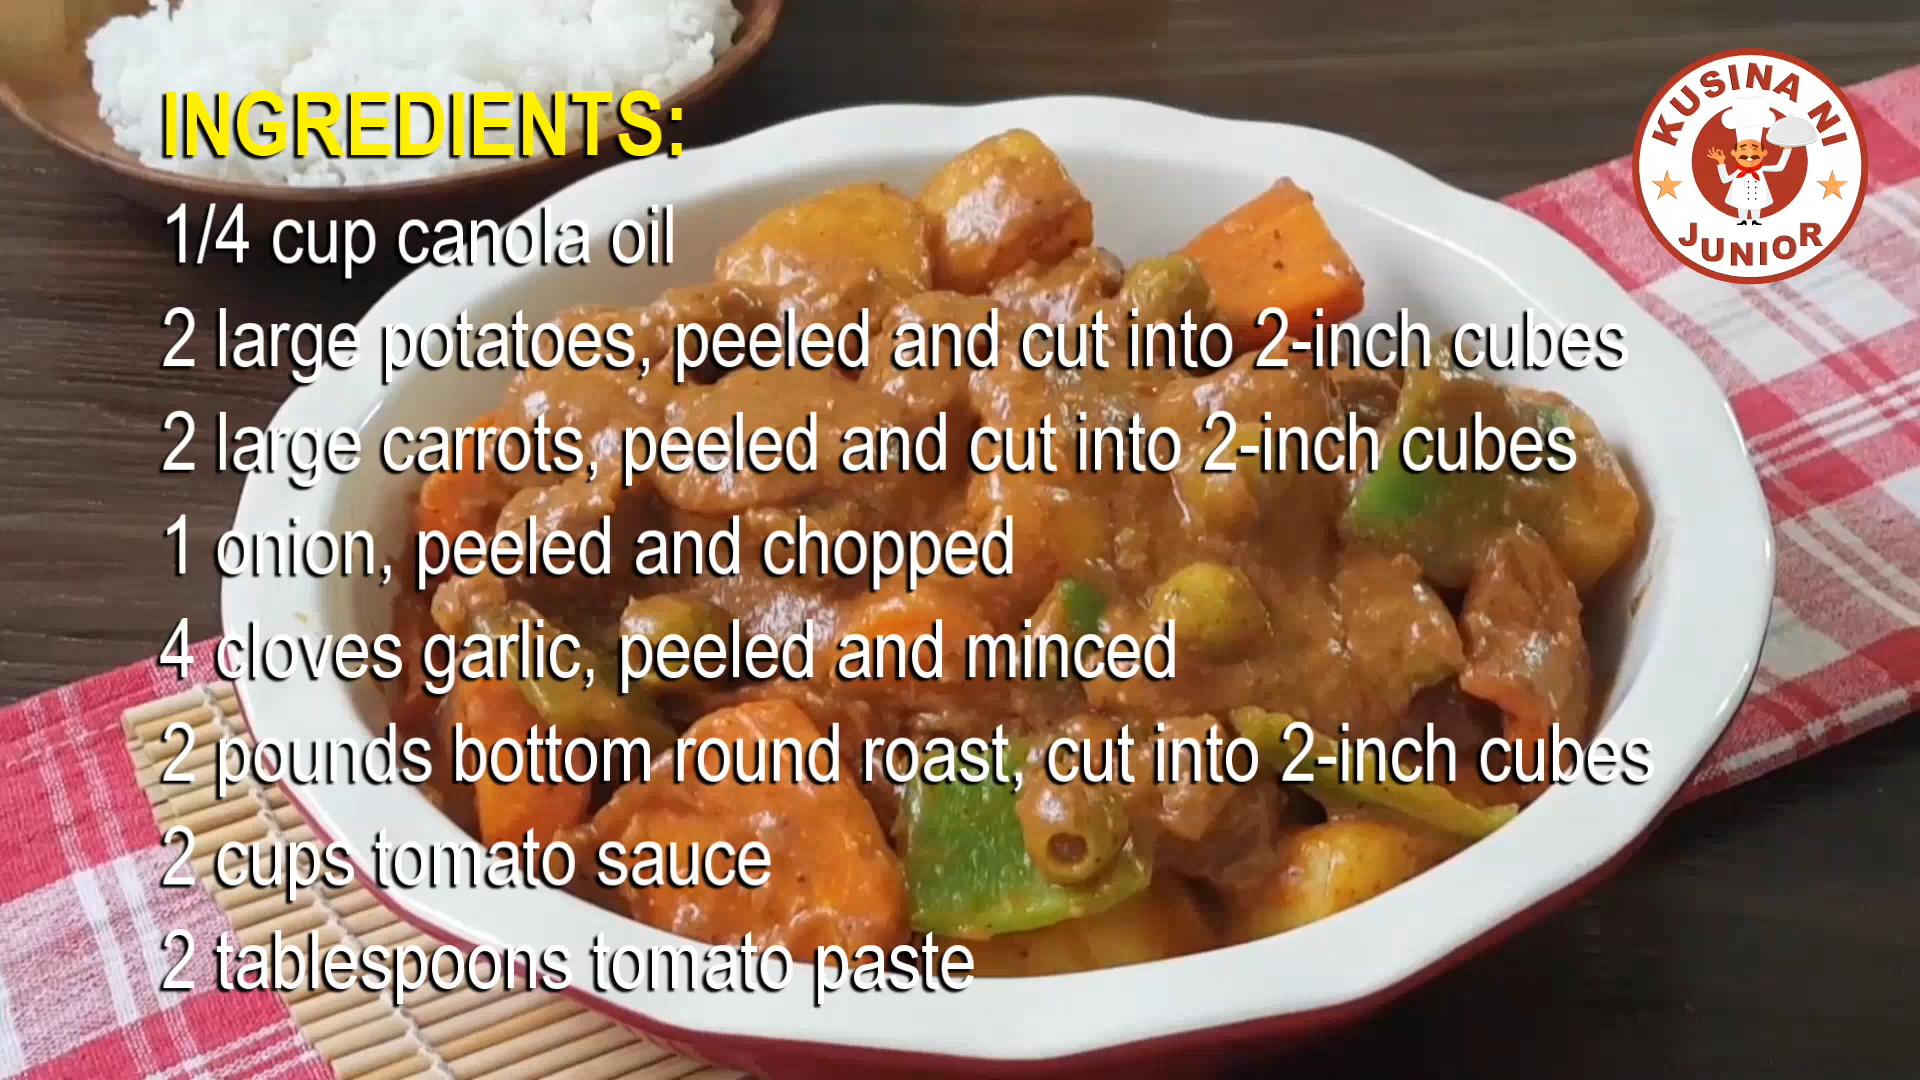 INGREDIENTS:
1/4 cup canola oil
2 large potatoes, peeled and cut into 2-inch cubes
2 large carrots, peeled and cut into 2-inch cubes
1 onion, peeled and chopped
4 cloves garlic, peeled and minced
2 pounds bottom round roast, cut into 2-inch cubes
2 cups tomato sauce
2 tablespoons tomato paste
KUSINA NI
JUNIOR